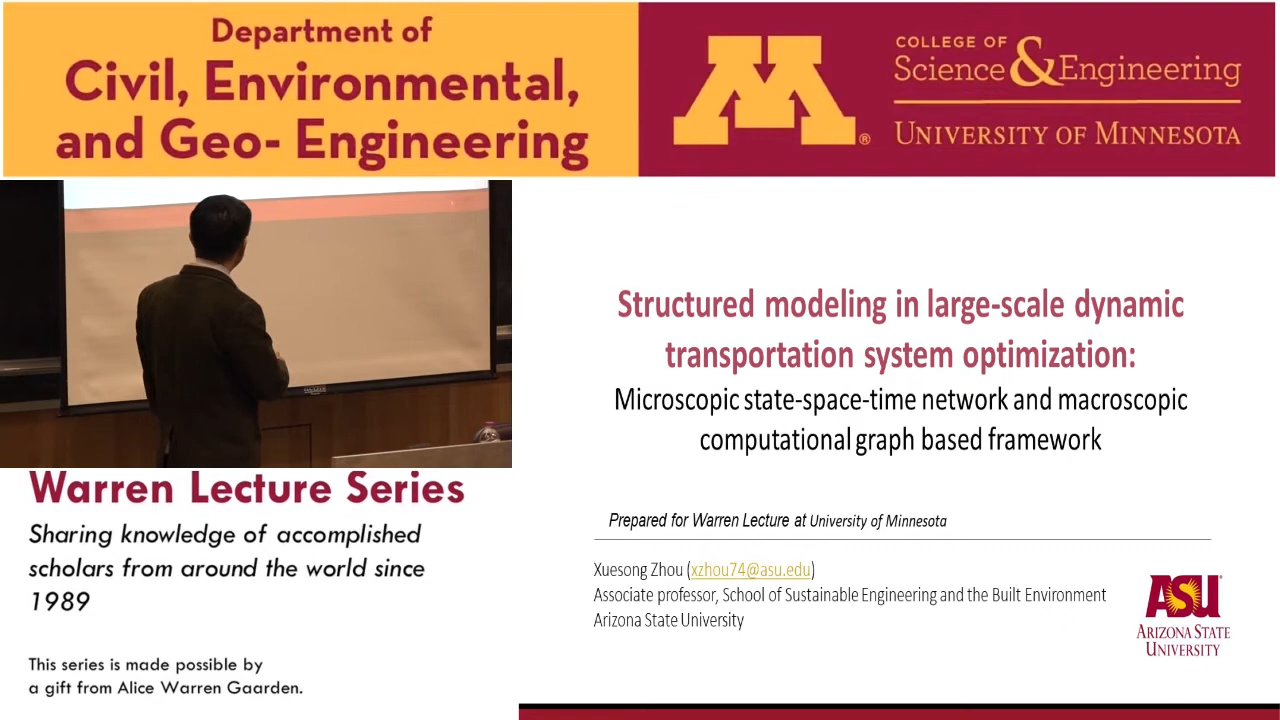 Department of
Civil, Environmental,
and Geo- Engineering
M®
COLLEGE OF
Science & Engineering
UNIVERSITY OF MINNESOTA
Structured modeling in large-scale dynamic
transportation system optimization:
Microscopic state-space-time network and macroscopic
computational graph based framework
Prepared for Warren Lecture at University of Minnesota
Xuesong Zhou (xzhou74@asu.edu)
Associate professor, School of Sustainable Engineering and the Built Environment
Arizona State University
ASU
ARIZONA STATE
UNIVERSITY
Warren Lecture Series
Sharing knowledge of accomplished
scholars from around the world since
1989
This series is made possible by
a gift from Alice Warren Gaarden.